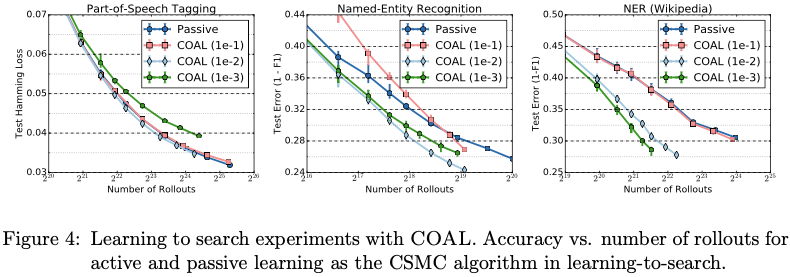 Part-of-Speech Tagging
0.07
0.06
0.05
0.04
0.03
Test Hamming Loss
2^20 2^21 2^22 2^23 2^24 2^25 2^26
Number of Rollouts
Passive
COAL (1e-1)
COAL (1e-2)
COAL (1e-3)
Named-Entity Recognition
0.44
0.40
0.36
0.32
0.28
0.24
Test Error (1 - F1)
2^16 2^17 2^18 2^19 2^20
Number of Rollouts
Passive
COAL (1e-1)
COAL (1e-2)
COAL (1e-3)
NER (Wikipedia)
0.50
0.45
0.40
0.35
0.30
0.25
Test Error (1-F1)
2^19 2^20 2^21 2^22 2^23 2^24 2^25
Number of Rollouts
Passive
COAL (1e-1)
COAL (1e-2)
COAL (1e-3)
Figure 4: Learning to search experiments with COAL. Accuracy vs. number of rollouts for
active and passive learning as the CSMC algorithm in learning-to-search.